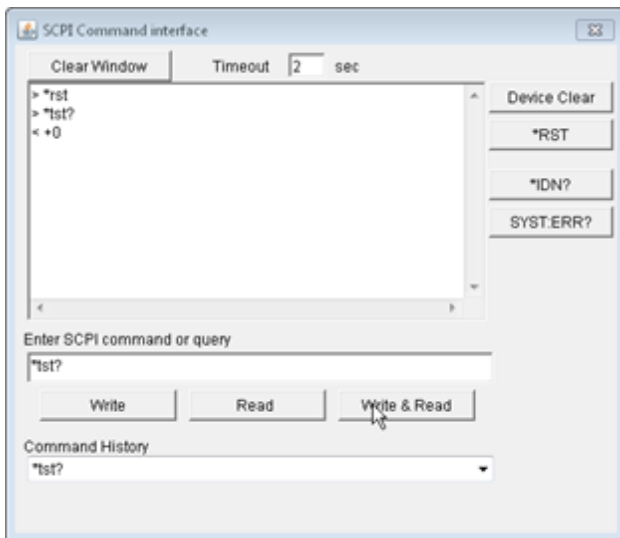 SCPI Command interface
Clear Window Timeout 2 sec
> *rst
> *tst?
< +0
Device Clear
*RST
*IDN?
SYST:ERR?
Enter SCPI command or query
*tst?
Write Read Write & Read
Command History
*tst?